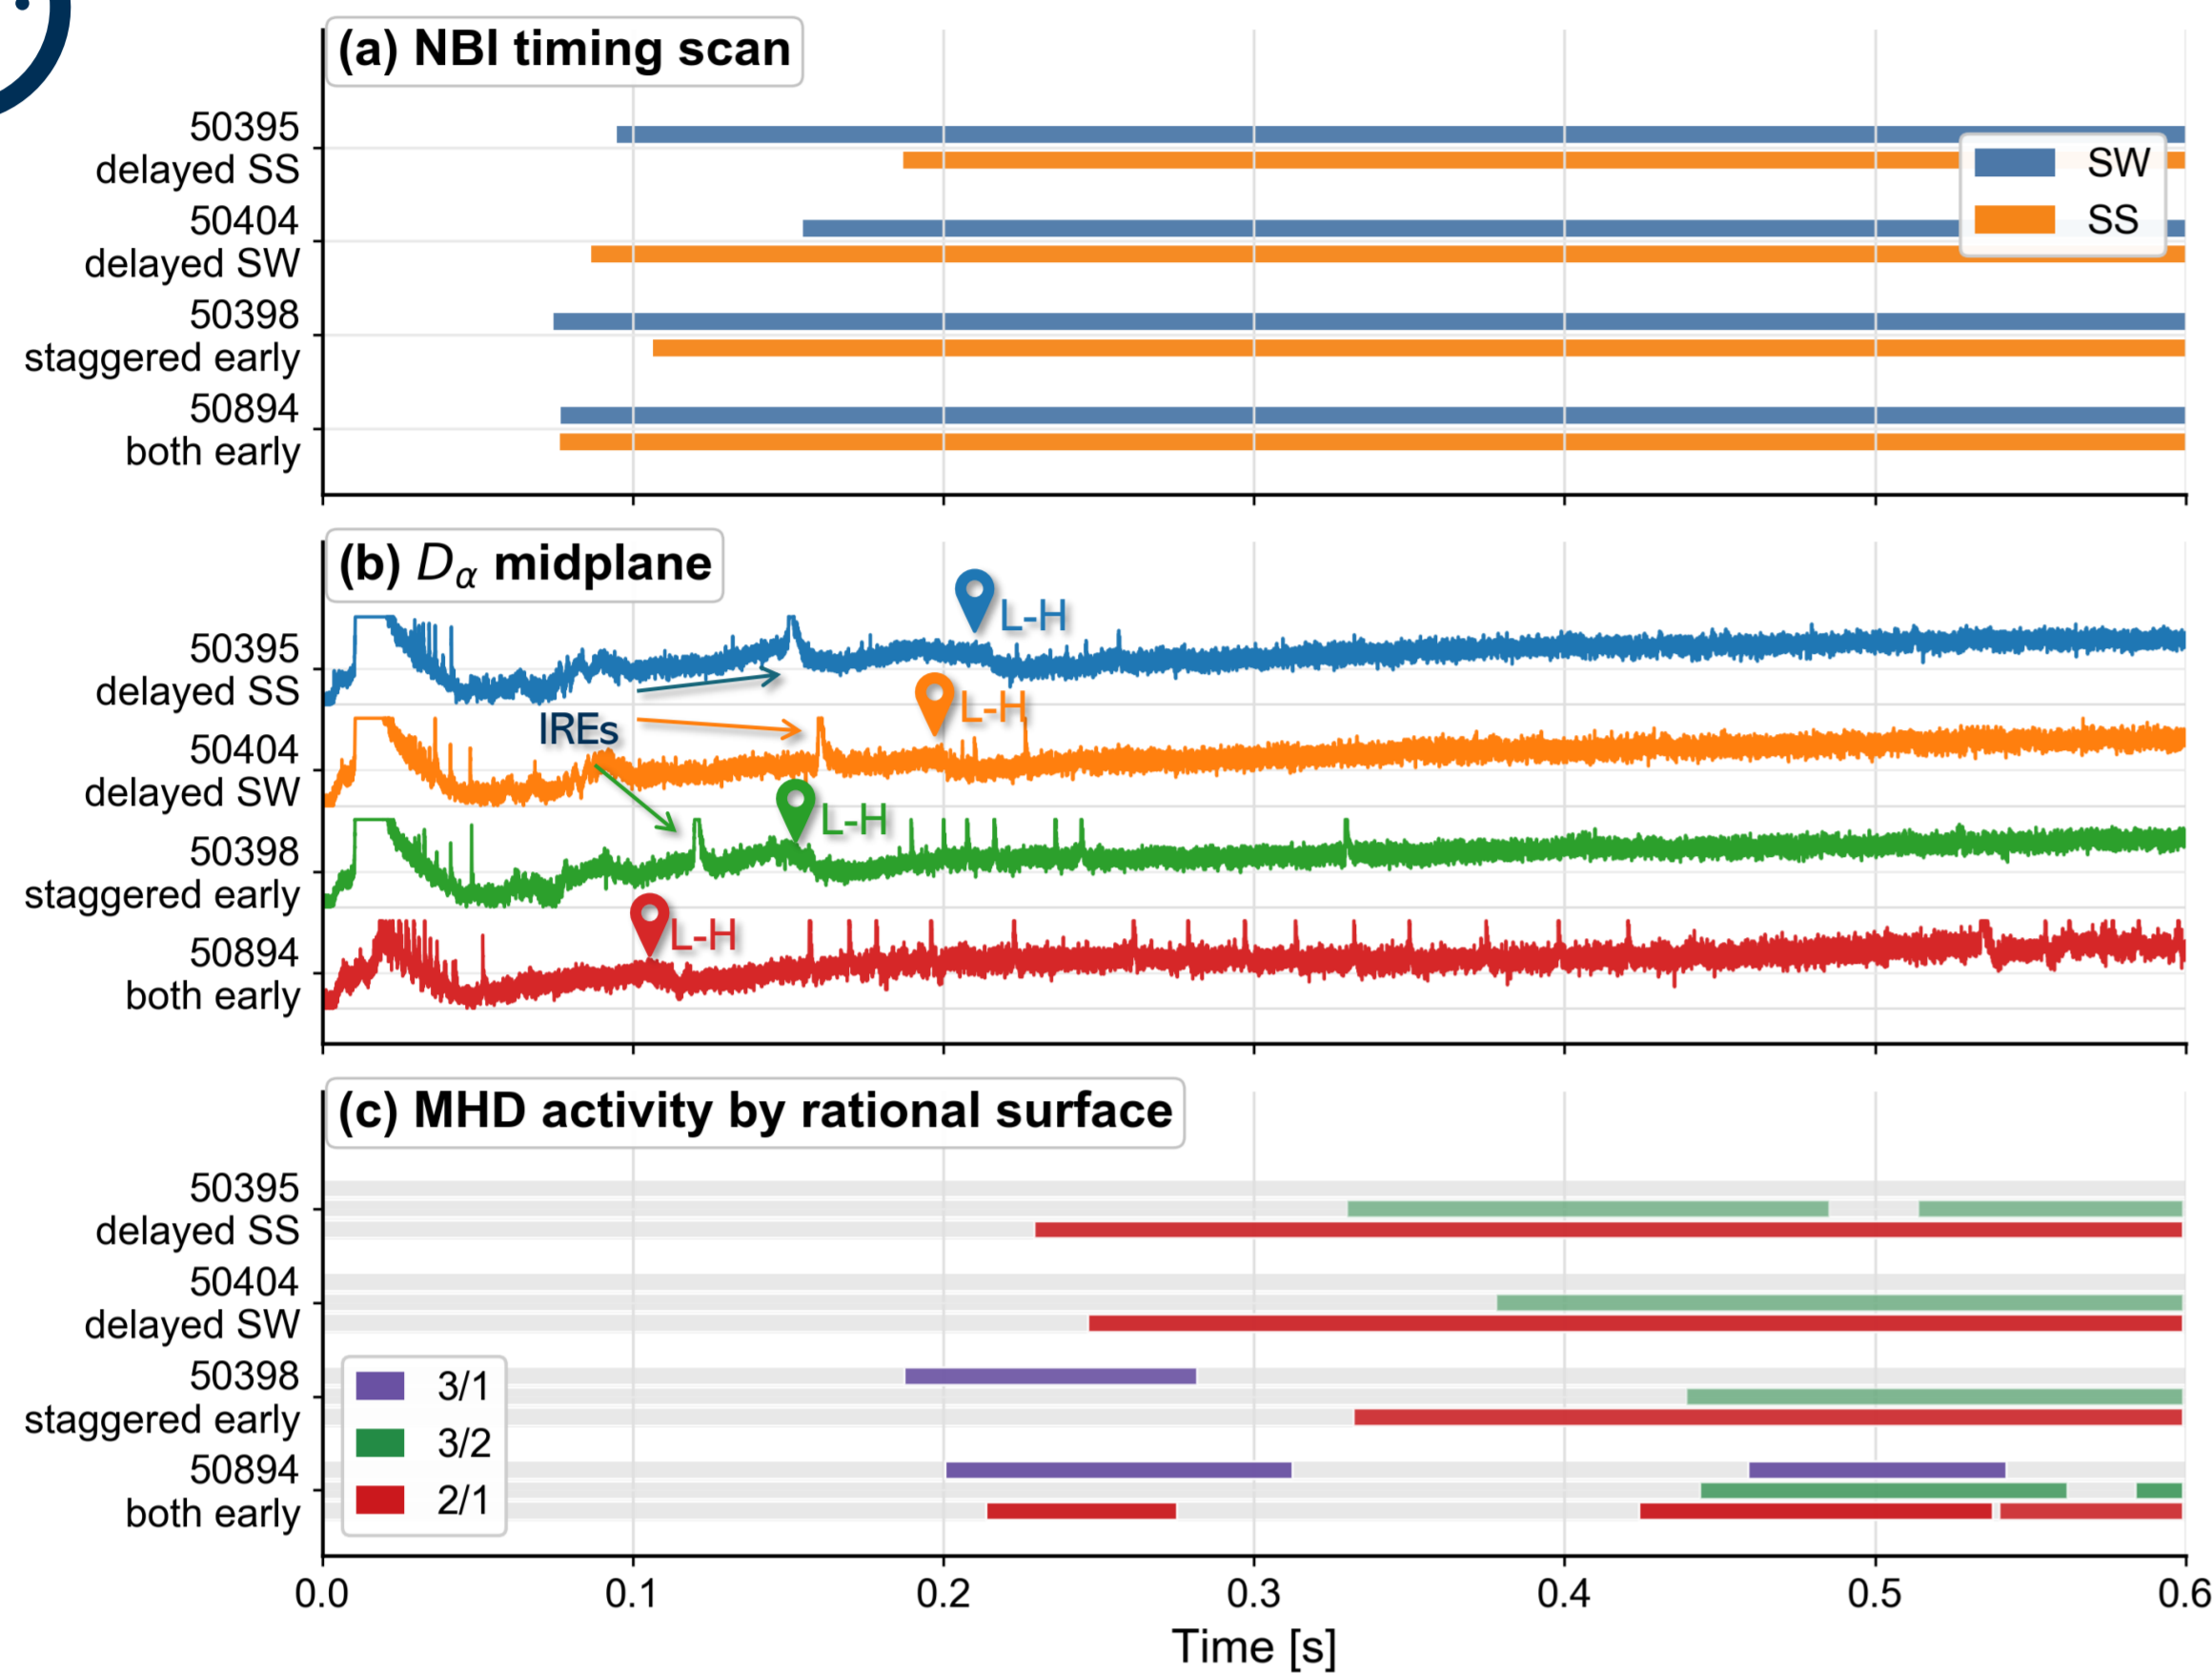 (a) NBI timing scan
50395
delayed SS
50404
delayed SW
50398
staggered early
50894
both early
SW
SS
(b) Dα midplane
50395
delayed SS
50404
delayed SW
50398
staggered early
50894
both early
L-H
L-H
IREs
L-H
L-H
(c) MHD activity by rational surface
50395
delayed SS
50404
delayed SW
50398
staggered early
50894
both early
3/1
3/2
2/1
0.0 0.1 0.2 0.3 0.4 0.5 0.6
Time [s]